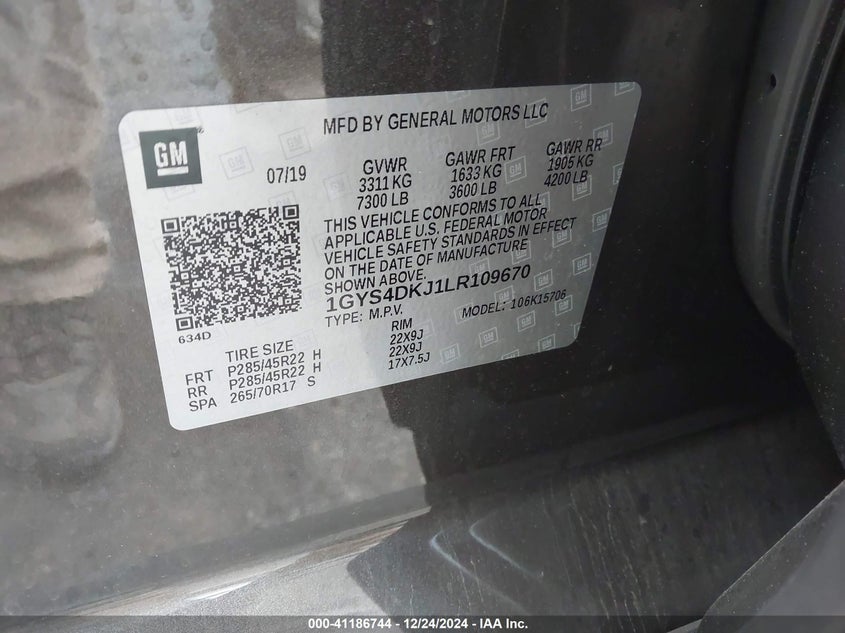 GM
MFD BY GENERAL MOTORS LLC
07/19
GVWR
3311 KG
7300 LB
GAWR FRT
1633 KG
3600 LB
GAWR RR
1905 KG
4200 LB
THIS VEHICLE CONFORMS TO ALL
APPLICABLE U.S. FEDERAL MOTOR
VEHICLE SAFETY STANDARDS IN EFFECT
ON THE DATE OF MANUFACTURE
SHOWN ABOVE.
1GYS4DKJ1LR109670
TYPE: M.P.V. MODEL: 106K15706
634D
TIRE SIZE RIM
FRT P285/45R22 H 22X9J
RR P285/45R22 H 22X9J
SPA 265/70R17 S 17X7.5J
000-41186744 — 12/24/2024 — IAA Inc.